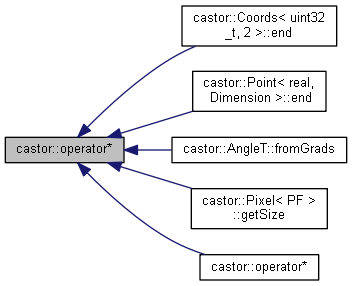 castor::Coords< uint32
_t, 2 >::end
castor::Point< real,
Dimension >::end
castor::operator*
castor::AngleT::fromGrads
castor::Pixel< PF >
::getSize
castor::operator*